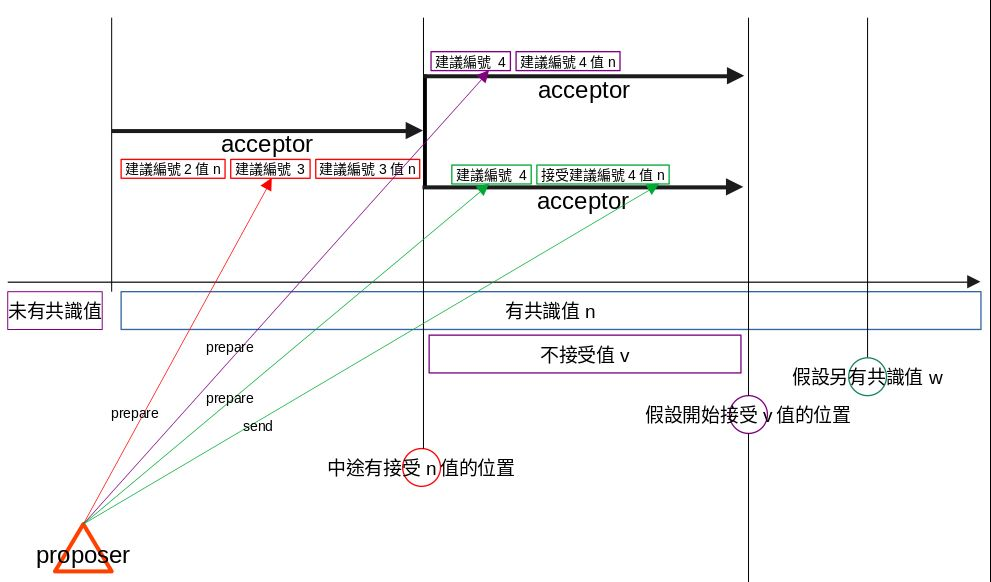 建議編號 4
建議編號 4 值 n
acceptor
acceptor
建議編號 2 值 n
建議編號 3
建議編號 3 值 n
建議編號 4
接受建議編號 4 值 n
acceptor
未有共識值
有共識值 n
prepare
不接受值 v
假設另有共識值 w
prepare
prepare
假設開始接受 v 值的位置
send
中途有接受 n 值的位置
proposer